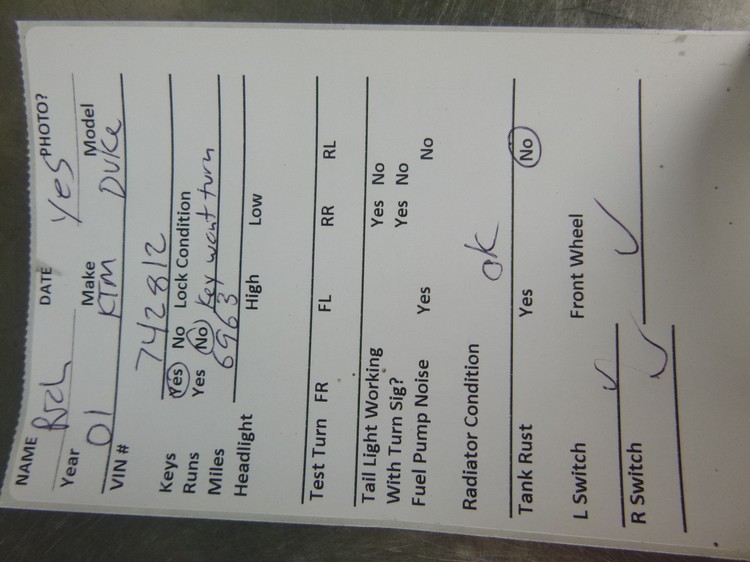 NAME DATE PHOTO?
Rich Yes
Year Make Model
01 KTM DUKE
VIN # 742812
Keys Yes No Lock Condition
Runs Yes No Key wont turn
Miles 6963
Headlight High Low
Test Turn FR FL RR RL
Tail Light Working Yes No
With Turn Sig? Yes No
Fuel Pump Noise Yes No
Radiator Condition ok
Tank Rust Yes No
L Switch ✓ Front Wheel ✓
R Switch ✓